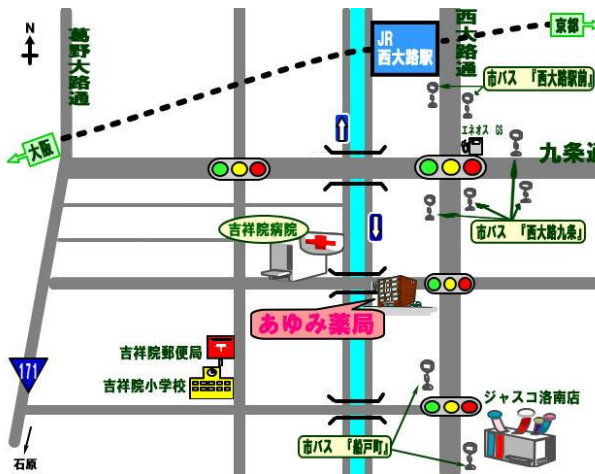 N
葛野大路通
JR
西大路駅
西大路通
京都
市バス 『西大路駅前』
大阪
エネオス GS
九条通
市バス 『西大路九条』
吉祥院病院
あゆみ薬局
吉祥院郵便局
〒
吉祥院小学校
171
ジャスコ洛南店
市バス 『船戸町』
石原